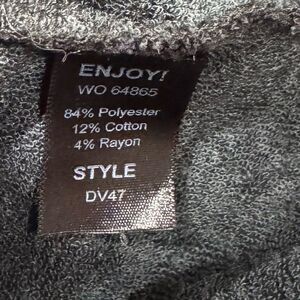 ENJOY!
WO 64865
84% Polyester
12% Cotton
4% Rayon
STYLE
DV47